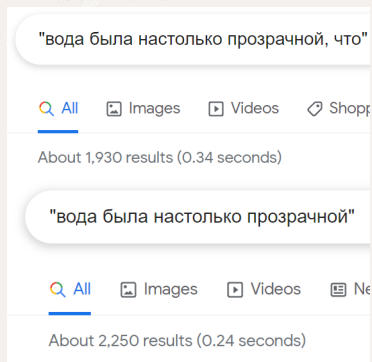 "вода была настолько прозрачной, что"
All Images Videos Shopp
About 1,930 results (0.34 seconds)
"вода была настолько прозрачной"
All Images Videos Ne
About 2,250 results (0.24 seconds)